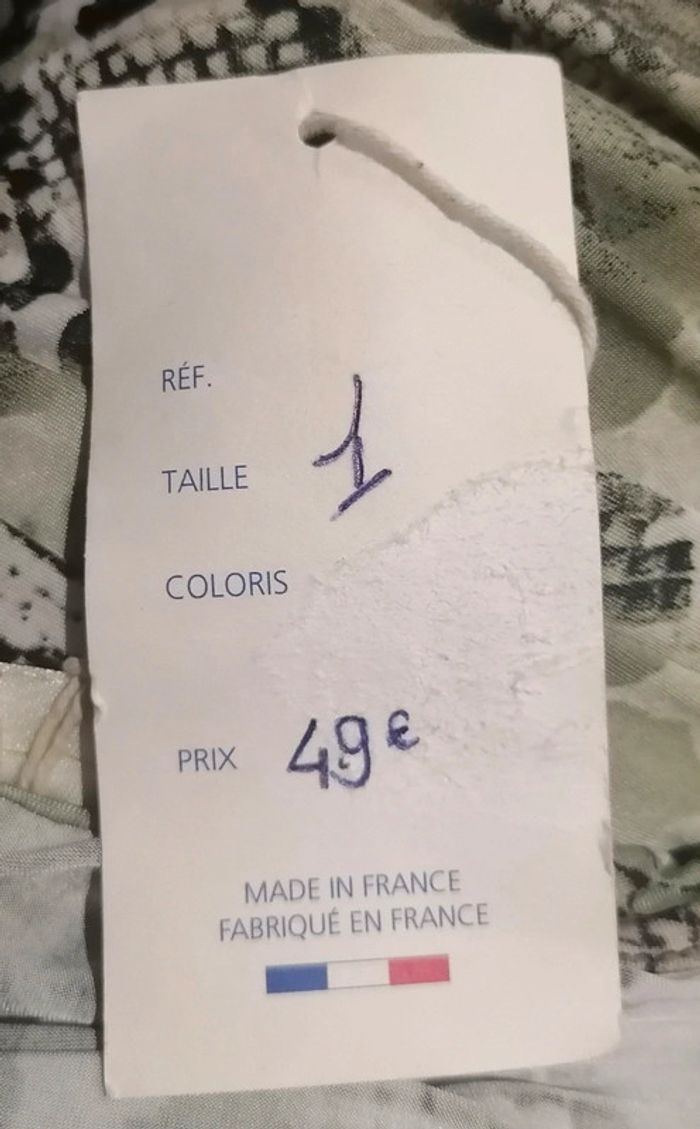 RÉF.
TAILLE 1
COLORIS
PRIX 49€
MADE IN FRANCE
FABRIQUÉ EN FRANCE